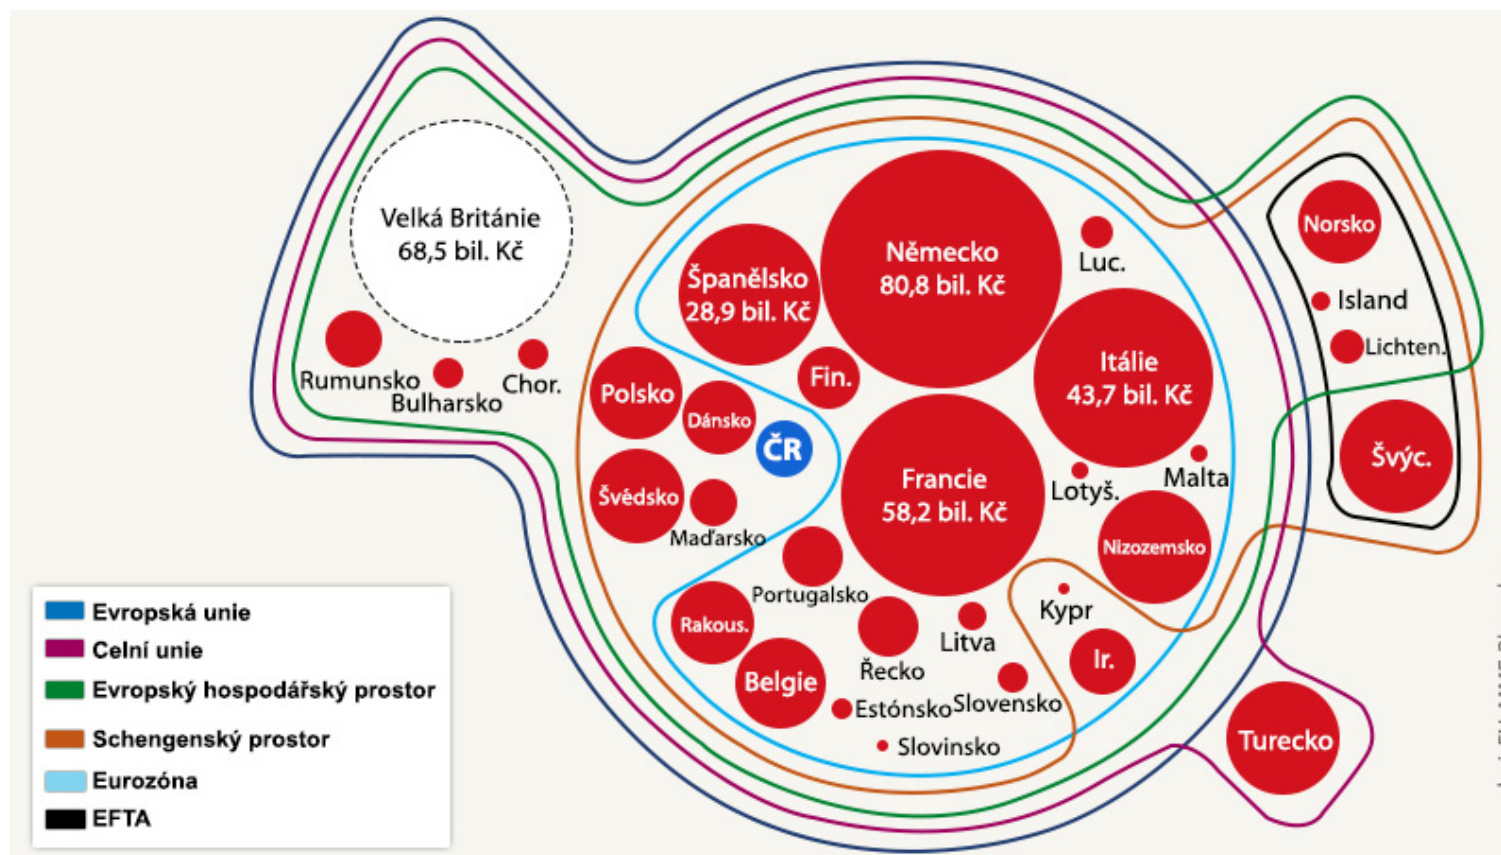 Velká Británie
68,5 bil. Kč
Rumunsko
Bulharsko
Chor.
Španělsko
28,9 bil. Kč
Německo
80,8 bil. Kč
Luc.
Itálie
43,7 bil. Kč
Fin.
Polsko
Dánsko
ČR
Švédsko
Maďarsko
Francie
58,2 bil. Kč
Lotyš.
Malta
Nizozemsko
Portugalsko
Rakous.
Belgie
Řecko
Litva
Kypr
Ir.
Estónsko
Slovensko
Slovinsko
Norsko
Island
Lichten.
Švýc.
Turecko
Evropská unie
Celní unie
Evropský hospodářský prostor
Schengenský prostor
Eurozóna
EFTA